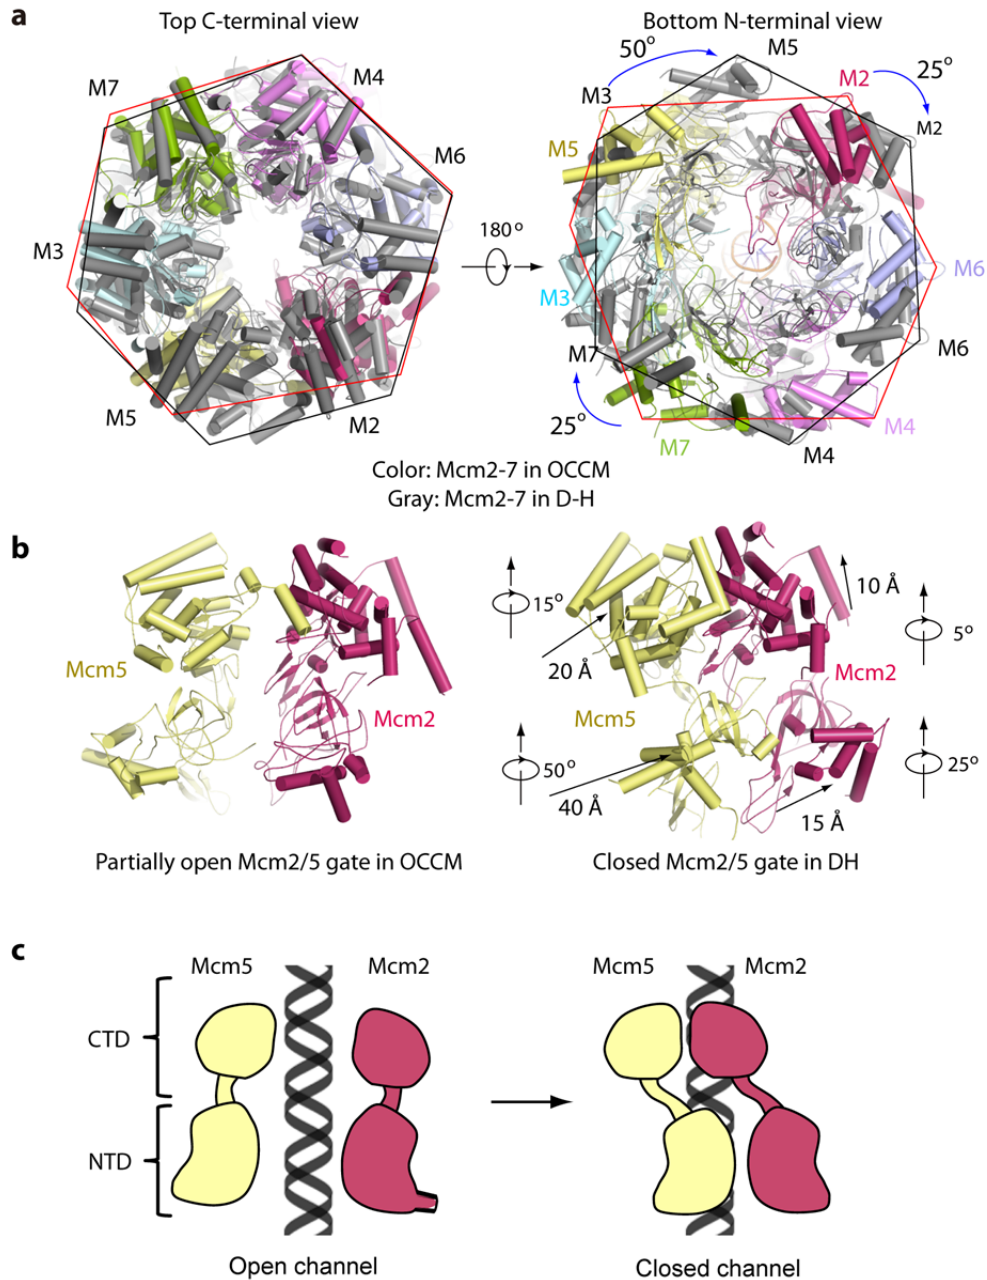 a
Top C-terminal view
Bottom N-terminal view
M7
M4
M6
M3
M5
M2
180°
50°
M5
M2
25°
M3
M2
M5
M3
M6
M7
M6
25°
M7
M4
M4
Color: Mcm2-7 in OCCM
Gray: Mcm2-7 in D-H
b
Mcm5
Mcm2
15°
10 Å
5°
20 Å
Mcm2
Mcm5
50°
40 Å
15 Å
25°
Partially open Mcm2/5 gate in OCCM
Closed Mcm2/5 gate in DH
c
Mcm5
Mcm2
Mcm5
Mcm2
CTD
NTD
Open channel
Closed channel